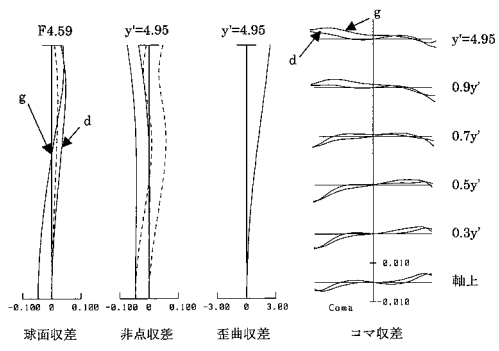 F4.59
y'=4.95
y'=4.95
g
y'=4.95
d
g
d
0.9y'
0.7y'
0.5y'
0.3y'
0.010
軸上
-0.100 0 0.100
-0.100 0 0.100
-3.00 3.00
-0.010
Coma
球面収差
非点収差
歪曲収差
コマ収差